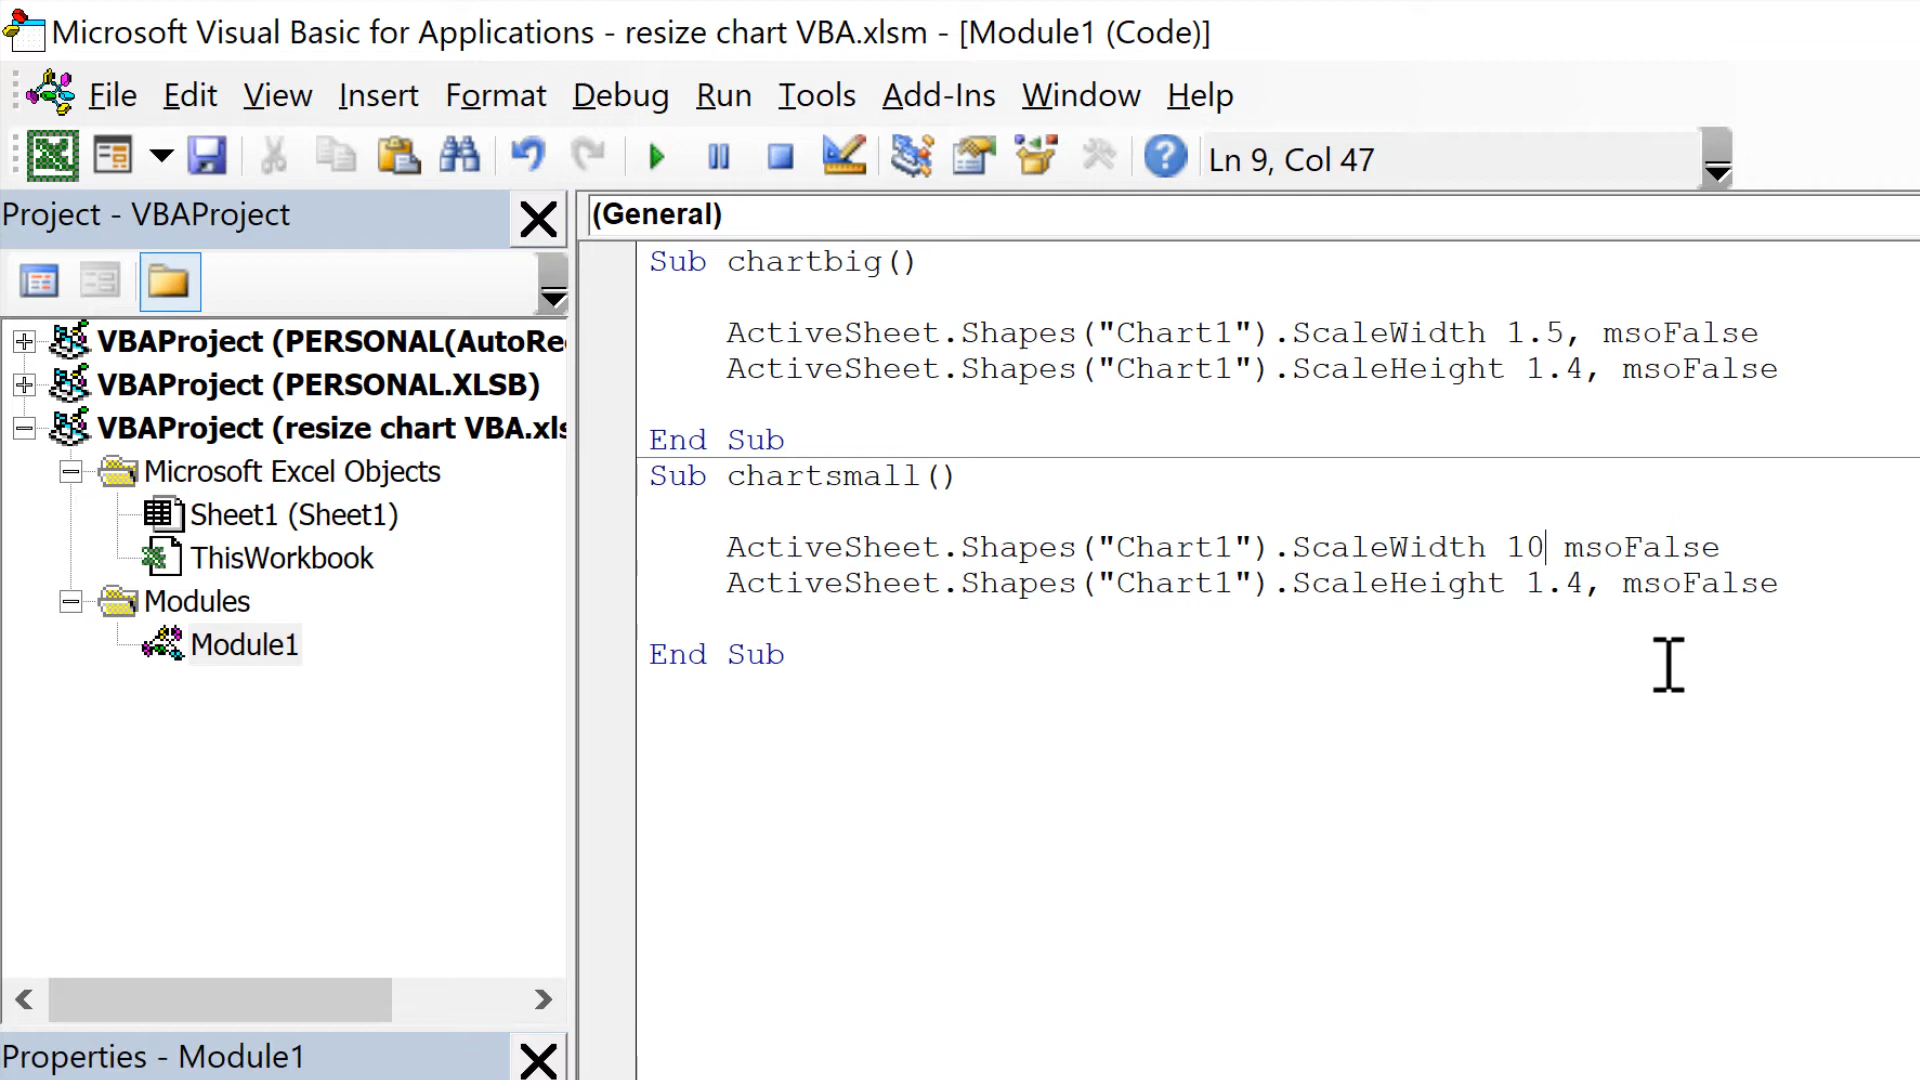 Microsoft Visual Basic for Applications - resize chart VBA.xlsm - [Module1 (Code)]
File Edit View Insert Format Debug Run Tools Add-Ins Window Help
Ln 9, Col 47
Project - VBAProject
(General)
VBAProject (PERSONAL(AutoRe
VBAProject (PERSONAL.XLSB)
VBAProject (resize chart VBA.xls
Microsoft Excel Objects
Sheet1 (Sheet1)
ThisWorkbook
Modules
Module1
Properties - Module1
Sub chartbig()
ActiveSheet.Shapes("Chart1").ScaleWidth 1.5, msoFalse
ActiveSheet.Shapes("Chart1").ScaleHeight 1.4, msoFalse
End Sub
Sub chartsmall()
ActiveSheet.Shapes("Chart1").ScaleWidth 10 msoFalse
ActiveSheet.Shapes("Chart1").ScaleHeight 1.4, msoFalse
End Sub